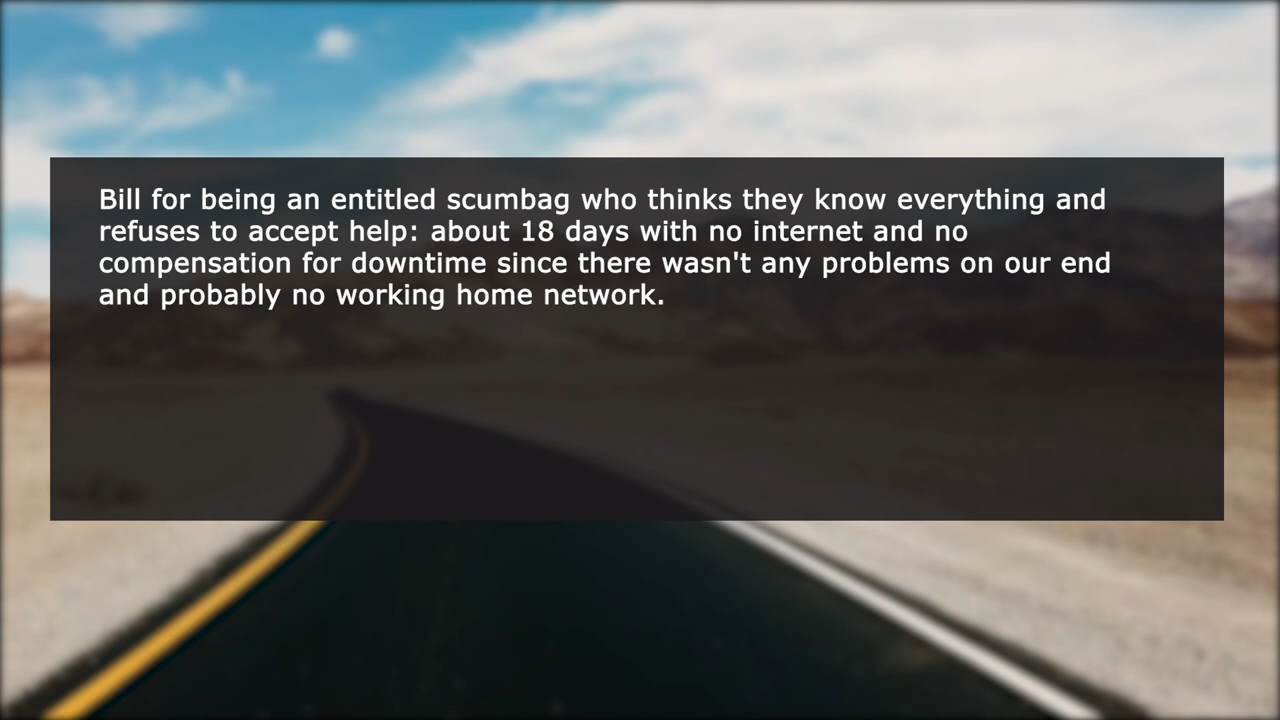 Bill for being an entitled scumbag who thinks they know everything and
refuses to accept help: about 18 days with no internet and no
compensation for downtime since there wasn't any problems on our end
and probably no working home network.